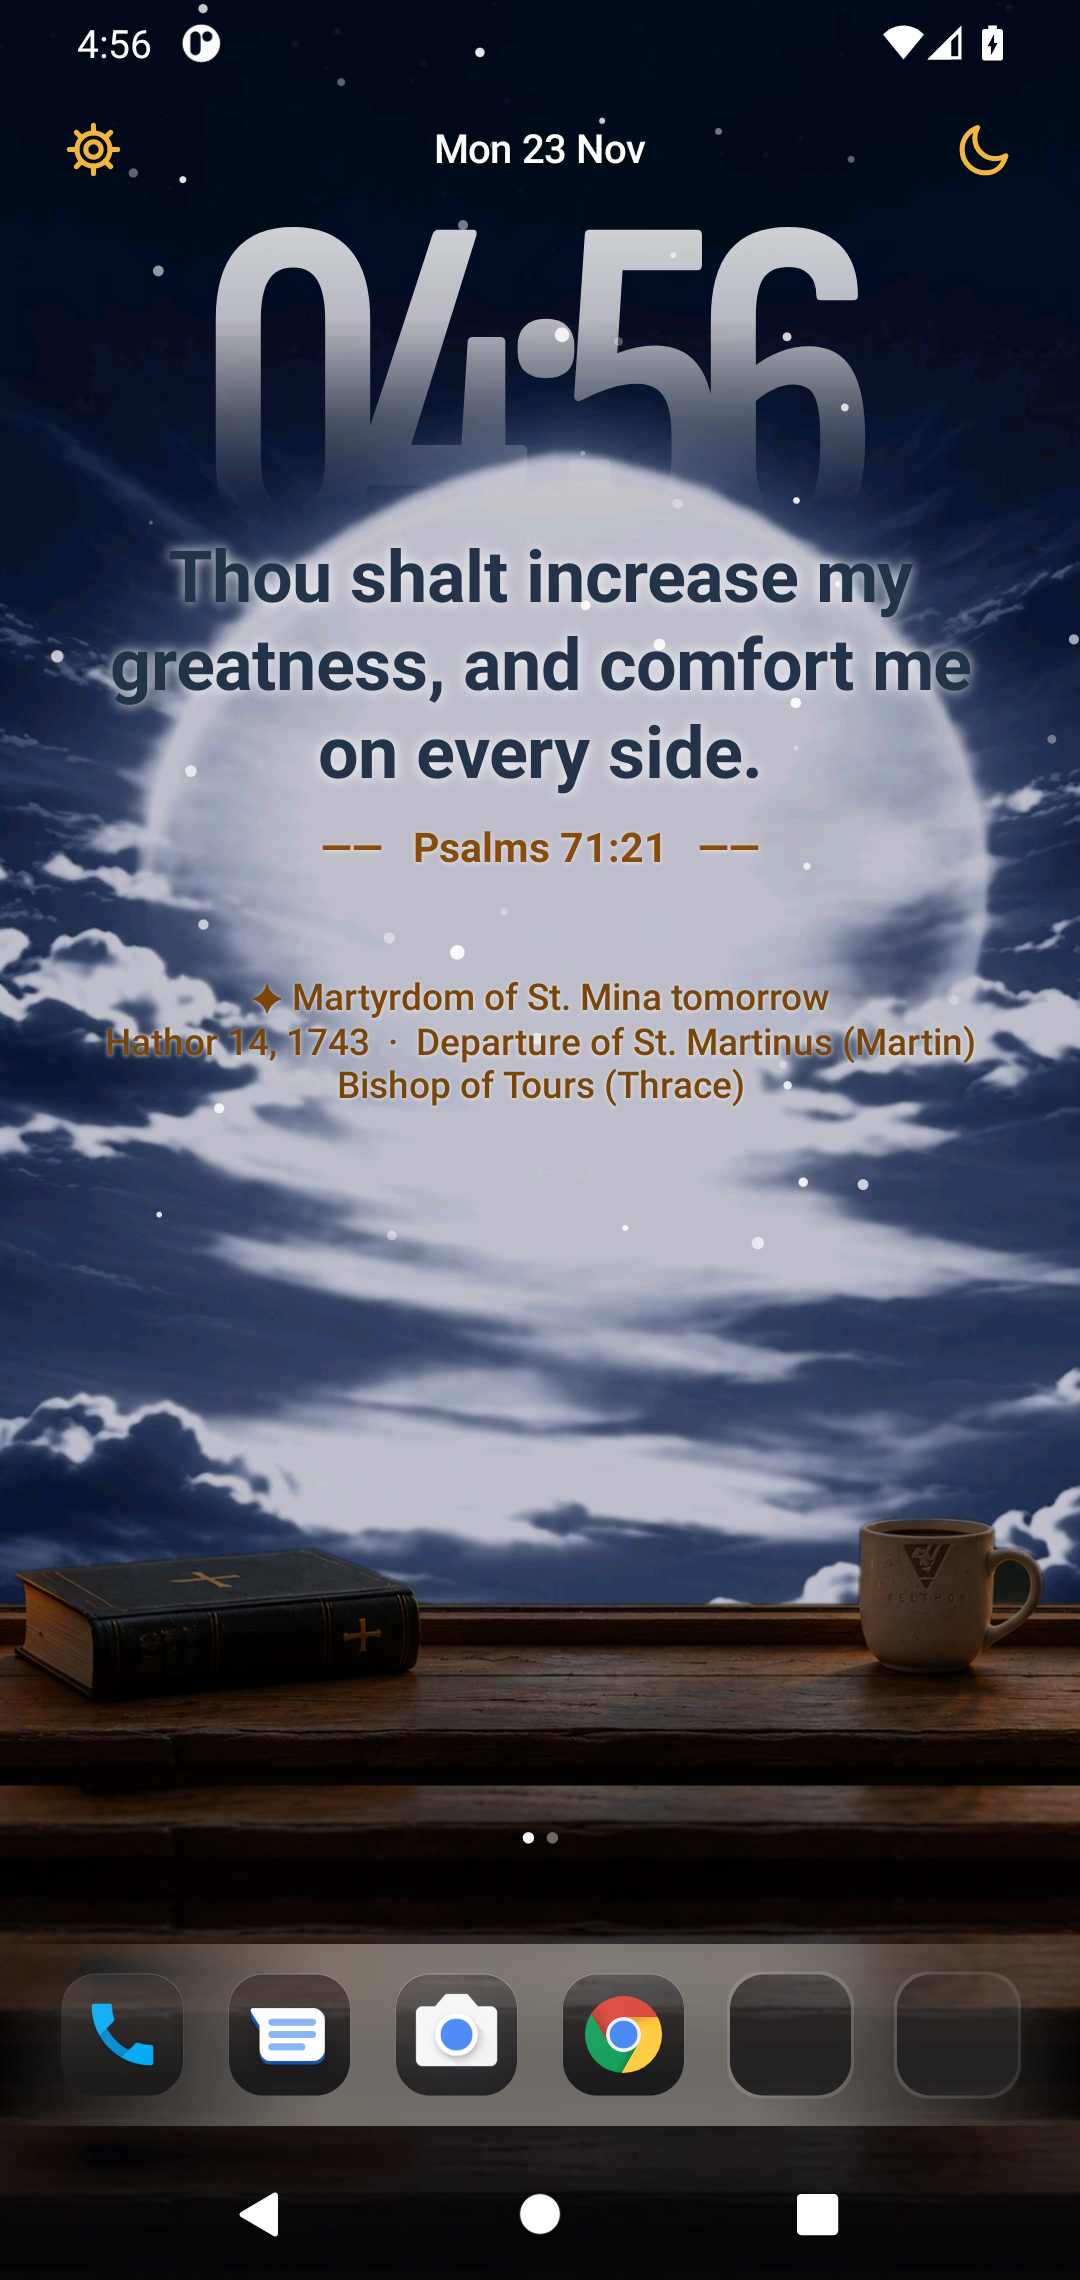 4:56
Mon 23 Nov
04:56
Thou shalt increase my
greatness, and comfort me
on every side.
—— Psalms 71:21 ——
✦ Martyrdom of St. Mina tomorrow
Hathor 14, 1743 · Departure of St. Martinus (Martin)
Bishop of Tours (Thrace)